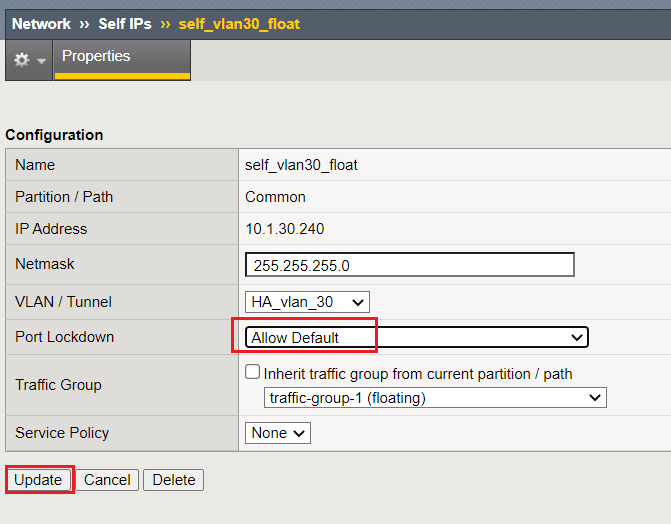 Network ›› Self IPs ›› self_vlan30_float
Properties
Configuration
Name self_vlan30_float
Partition / Path Common
IP Address 10.1.30.240
Netmask 255.255.255.0
VLAN / Tunnel HA_vlan_30
Port Lockdown Allow Default
Traffic Group Inherit traffic group from current partition / path
traffic-group-1 (floating)
Service Policy None
Update Cancel Delete